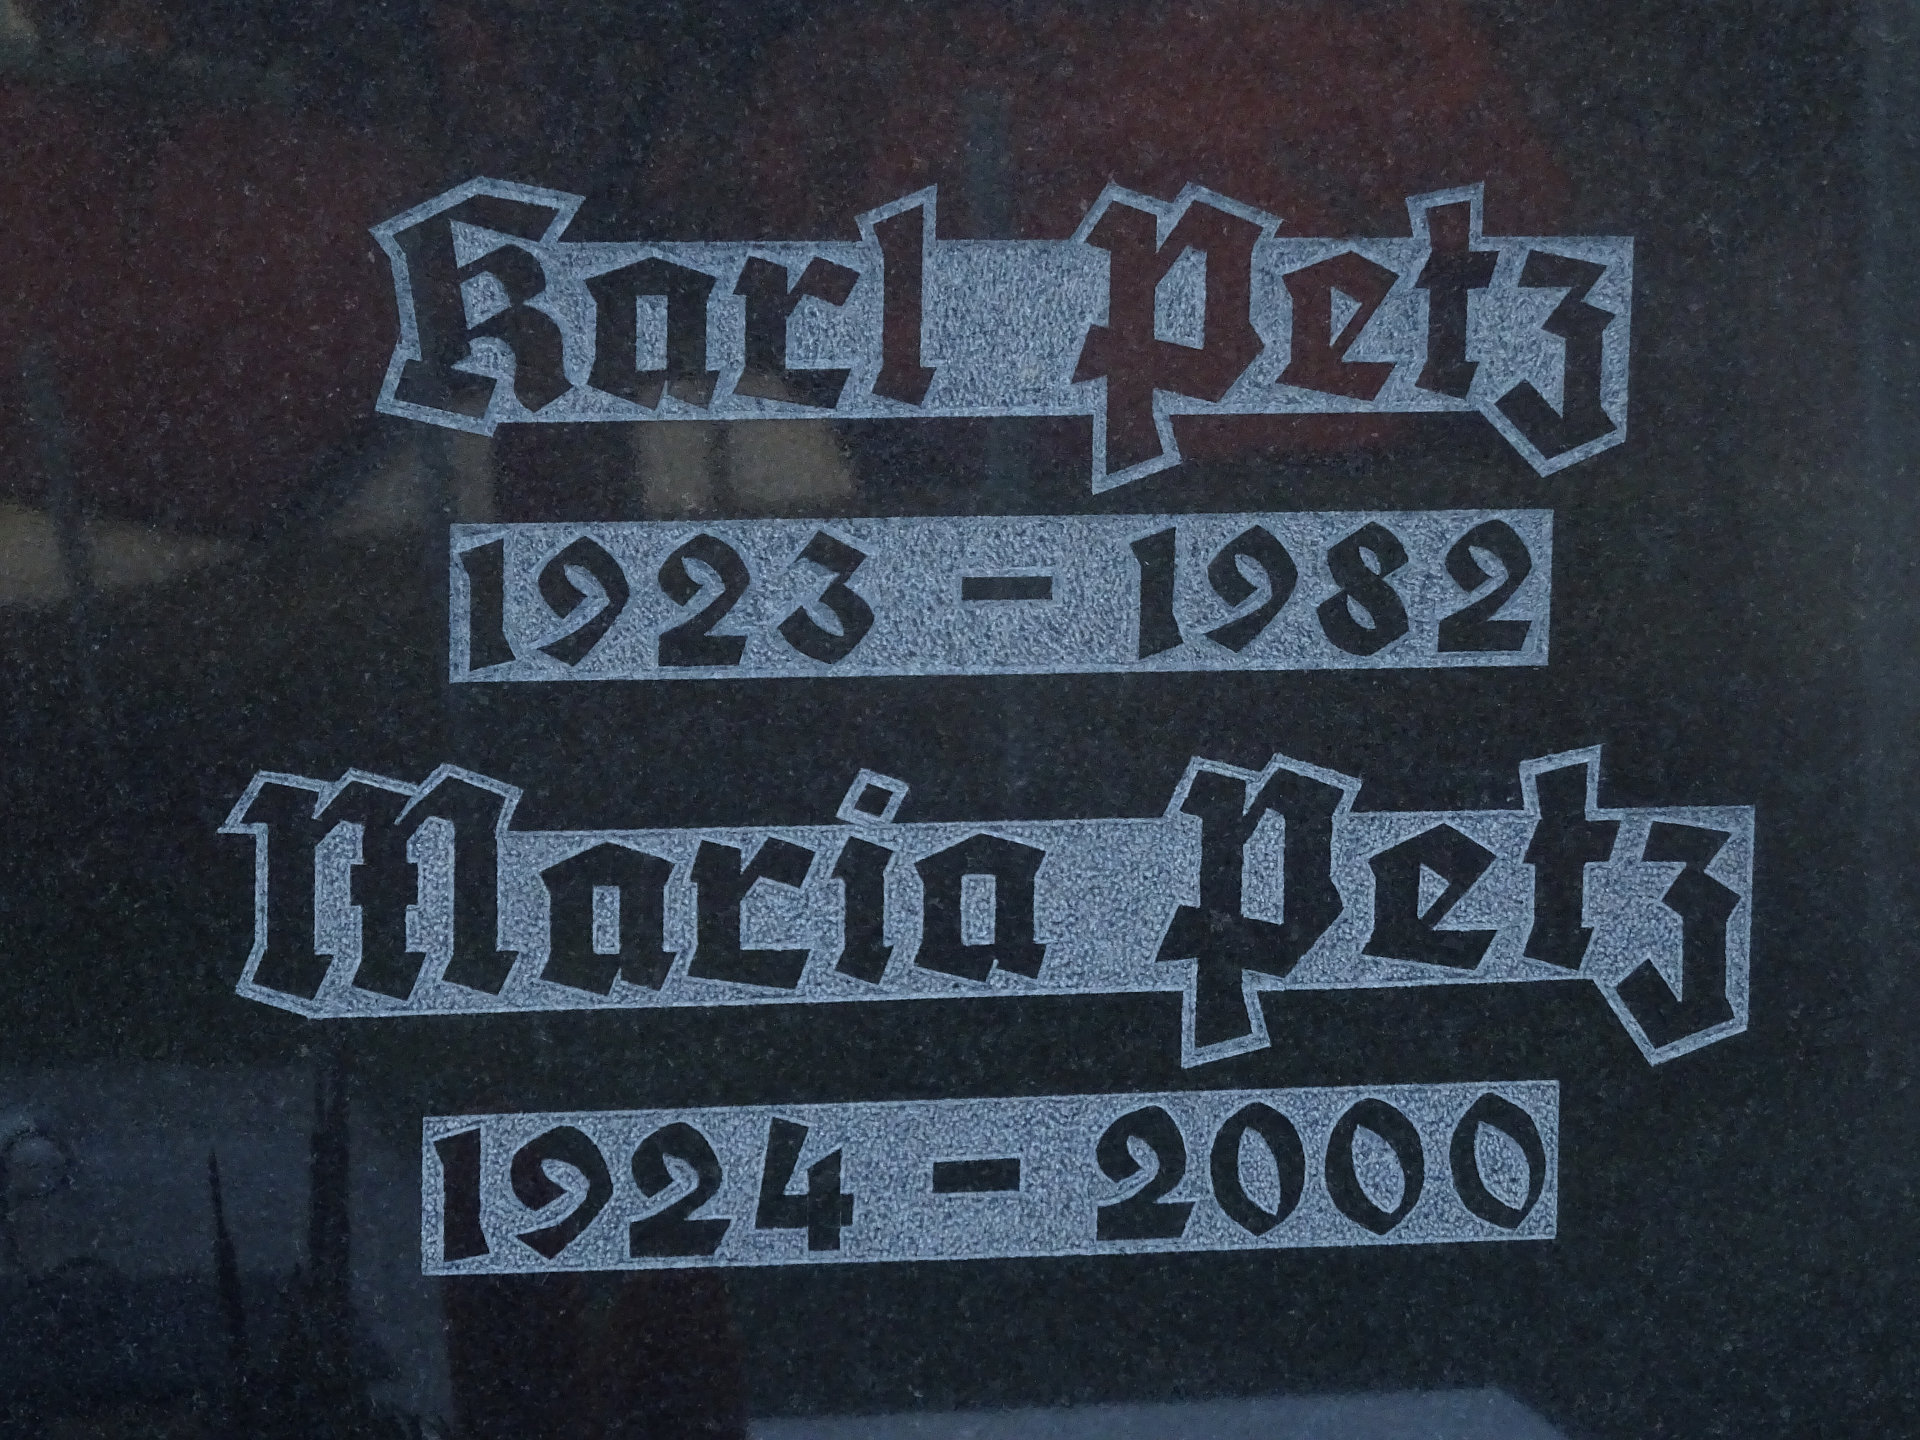 Karl Petz
1923 - 1982
Maria Petz
1924 - 2000